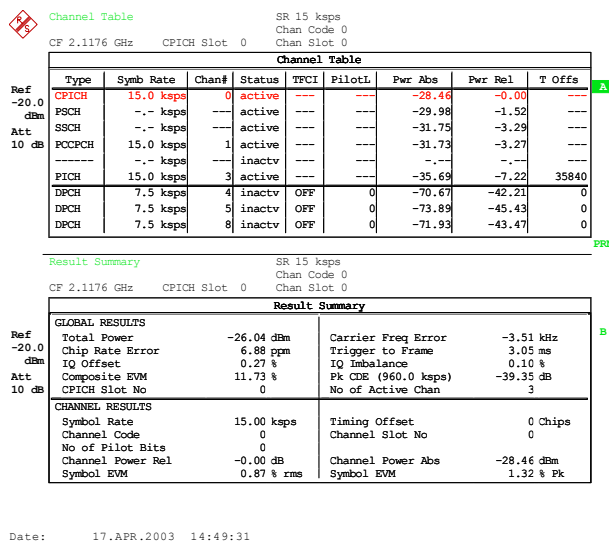 R S
Channel Table SR 15 ksps
Chan Code 0
CF 2.1176 GHz CPICH Slot 0 Chan Slot 0
Channel Table
Type Symb Rate Chan# Status TFCI PilotL Pwr Abs Pwr Rel T Offs
CPICH 15.0 ksps 0 active --- --- -28.46 -0.00 ---
PSCH -.- ksps --- active --- --- -29.98 -1.52 ---
SSCH -.- ksps --- active --- --- -31.75 -3.29 ---
PCCPCH 15.0 ksps 1 active --- --- -31.73 -3.27 ---
------ -.- ksps --- inactv --- --- -.-- -.-- ---
PICH 15.0 ksps 3 active --- --- -35.69 -7.22 35840
DPCH 7.5 ksps 4 inactv OFF 0 -70.67 -42.21 0
DPCH 7.5 ksps 5 inactv OFF 0 -73.89 -45.43 0
DPCH 7.5 ksps 8 inactv OFF 0 -71.93 -43.47 0
Ref
-20.0
dBm
Att
10 dB
A
PRN
Result Summary SR 15 ksps
Chan Code 0
CF 2.1176 GHz CPICH Slot 0 Chan Slot 0
Result Summary
GLOBAL RESULTS
Total Power -26.04 dBm Carrier Freq Error -3.51 kHz
Chip Rate Error 6.88 ppm Trigger to Frame 3.05 ms
IQ Offset 0.27 % IQ Imbalance 0.10 %
Composite EVM 11.73 % Pk CDE (960.0 ksps) -39.35 dB
CPICH Slot No 0 No of Active Chan 3
CHANNEL RESULTS
Symbol Rate 15.00 ksps Timing Offset 0 Chips
Channel Code 0 Channel Slot No 0
No of Pilot Bits 0
Channel Power Rel -0.00 dB Channel Power Abs -28.46 dBm
Symbol EVM 0.87 % rms Symbol EVM 1.32 % Pk
Ref
-20.0
dBm
Att
10 dB
B
Date: 17.APR.2003 14:49:31